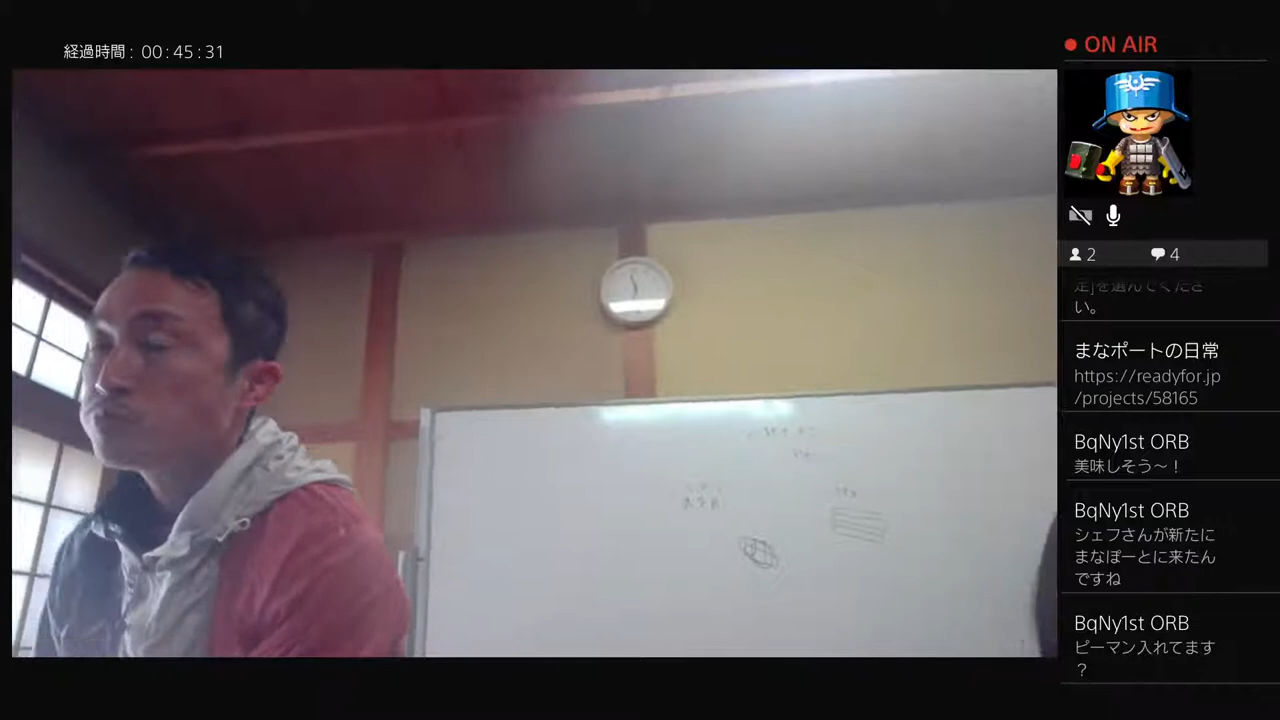 経過時間: 00:45:31
ON AIR
2
4
定]を選んでくださ
い。
まなポートの日常
https://readyfor.jp
/projects/58165
BqNy1st ORB
美味しそう～!
BqNy1st ORB
シェフさんが新たに
まなぽーとに来たん
ですね
BqNy1st ORB
ピーマン入れてます
?